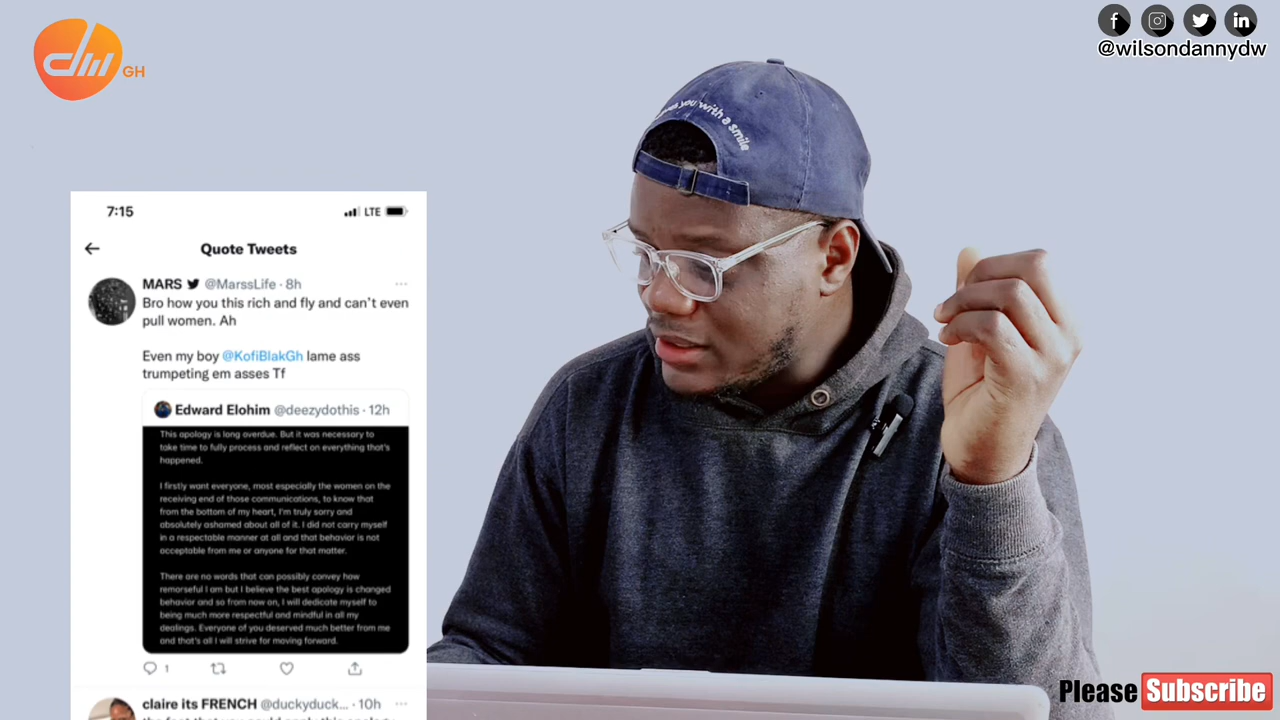 dw GH
@wilsondannydw
you with a smile
7:15 LTE
Quote Tweets
MARS @MarssLife · 8h
Bro how you this rich and fly and can't even
pull women. Ah
Even my boy @KofiBlakGh lame ass
trumpeting em asses Tf
Edward Elohim @deezydothis · 12h
This apology is long overdue. But it was necessary to
take time to fully process and reflect on everything that's
happened.
I firstly want everyone, most especially the women on the
receiving end of those communications, to know that
from the bottom of my heart, I'm truly sorry and
absolutely ashamed about all of it. I did not carry myself
in a respectable manner at all and that behavior is not
acceptable from me or anyone for that matter.
There are no words that can possibly convey how
remorseful I am but I believe the best apology is changed
behavior and so from now on, I will dedicate myself to
being much more respectful and mindful in all my
dealings. Everyone of you deserved much better from me
and that's all I will strive for moving forward.
1
claire its FRENCH @duckyduck... · 10h
Please Subscribe